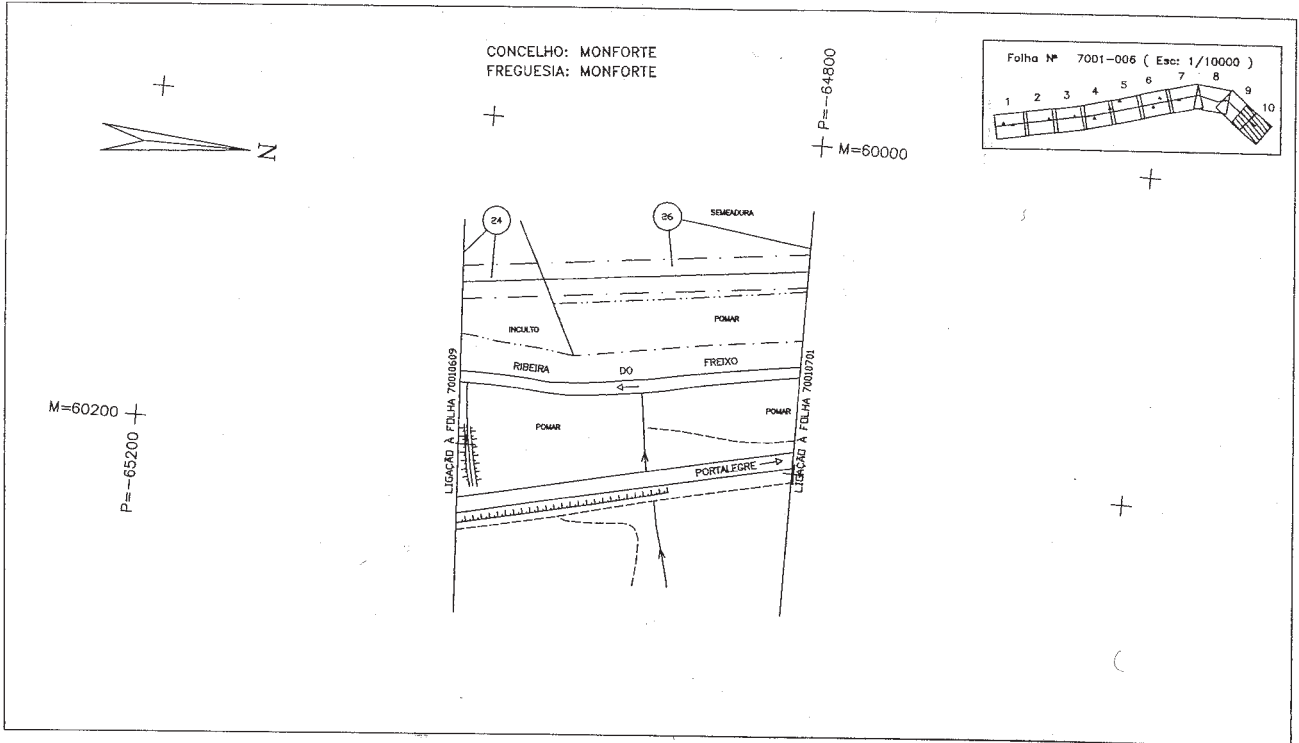 CONCELHO: MONFORTE
FREGUESIA: MONFORTE
P=-64800
M=60000
Folha Nº 7001-006 ( Esc: 1/10000 )
1 2 3 4 5 6 7 8 9 10
N
24
26
SEMEADURA
INCULTO
POMAR
RIBEIRA DO FREIXO
LIGAÇÃO À FOLHA 70010609
LIGAÇÃO À FOLHA 70010701
M=60200
P=-65200
POMAR
POMAR
PORTALEGRE